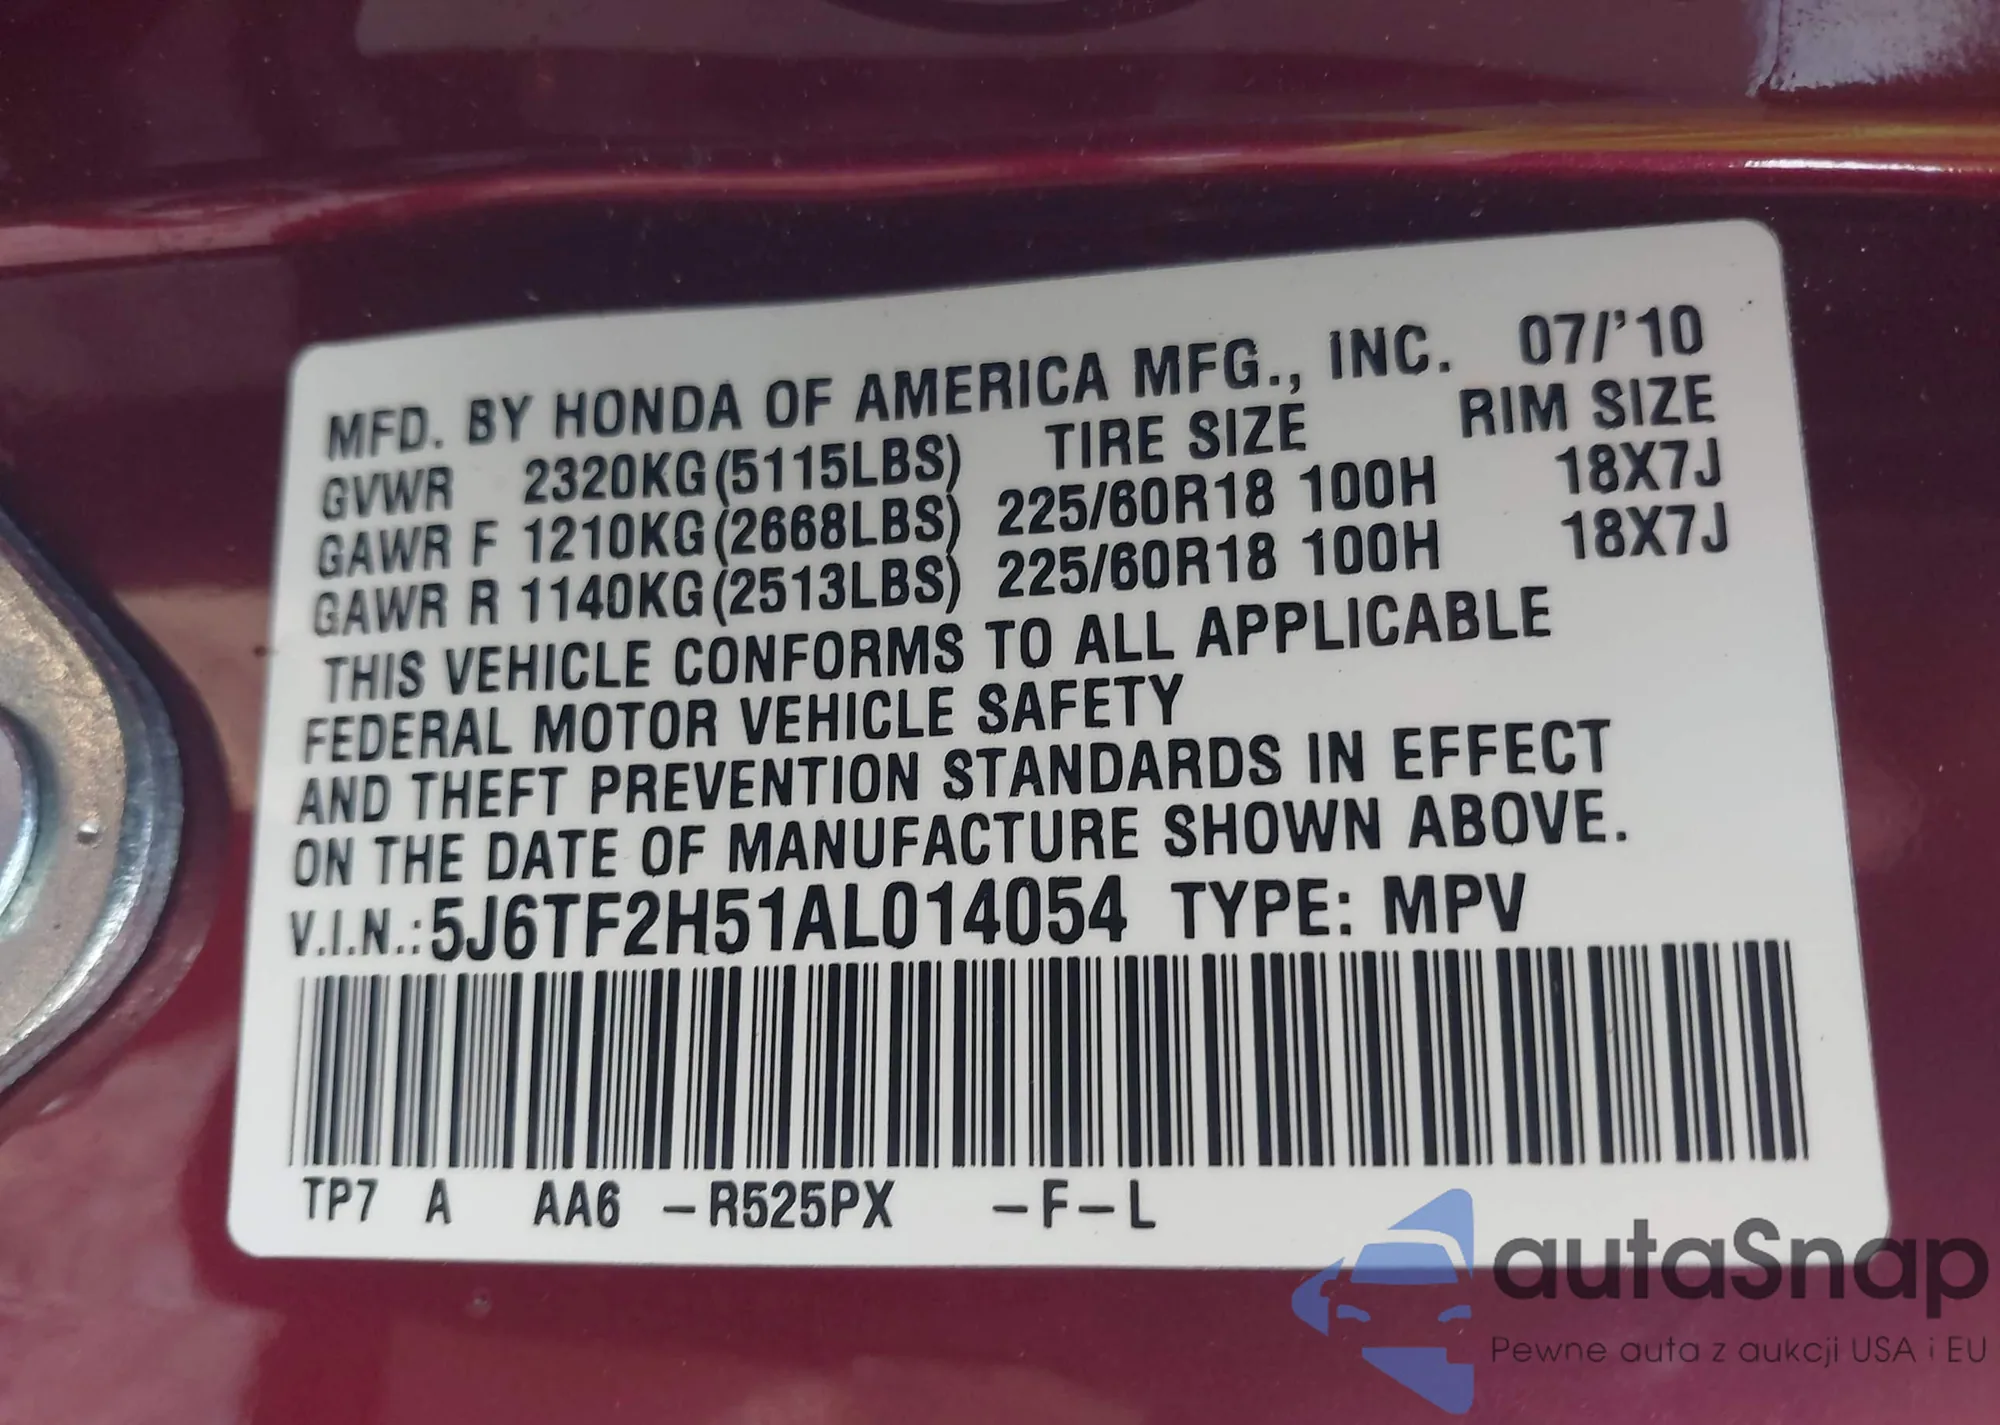 MFD. BY HONDA OF AMERICA MFG., INC. 07/'10
GVWR 2320KG(5115LBS) TIRE SIZE RIM SIZE
GAWR F 1210KG(2668LBS) 225/60R18 100H 18X7J
GAWR R 1140KG(2513LBS) 225/60R18 100H 18X7J
THIS VEHICLE CONFORMS TO ALL APPLICABLE
FEDERAL MOTOR VEHICLE SAFETY
AND THEFT PREVENTION STANDARDS IN EFFECT
ON THE DATE OF MANUFACTURE SHOWN ABOVE.
V.I.N.:5J6TF2H51AL014054 TYPE: MPV
TP7 A AA6 -R525PX -F-L
autaSnap
Pewne auta z aukcji USA i EU